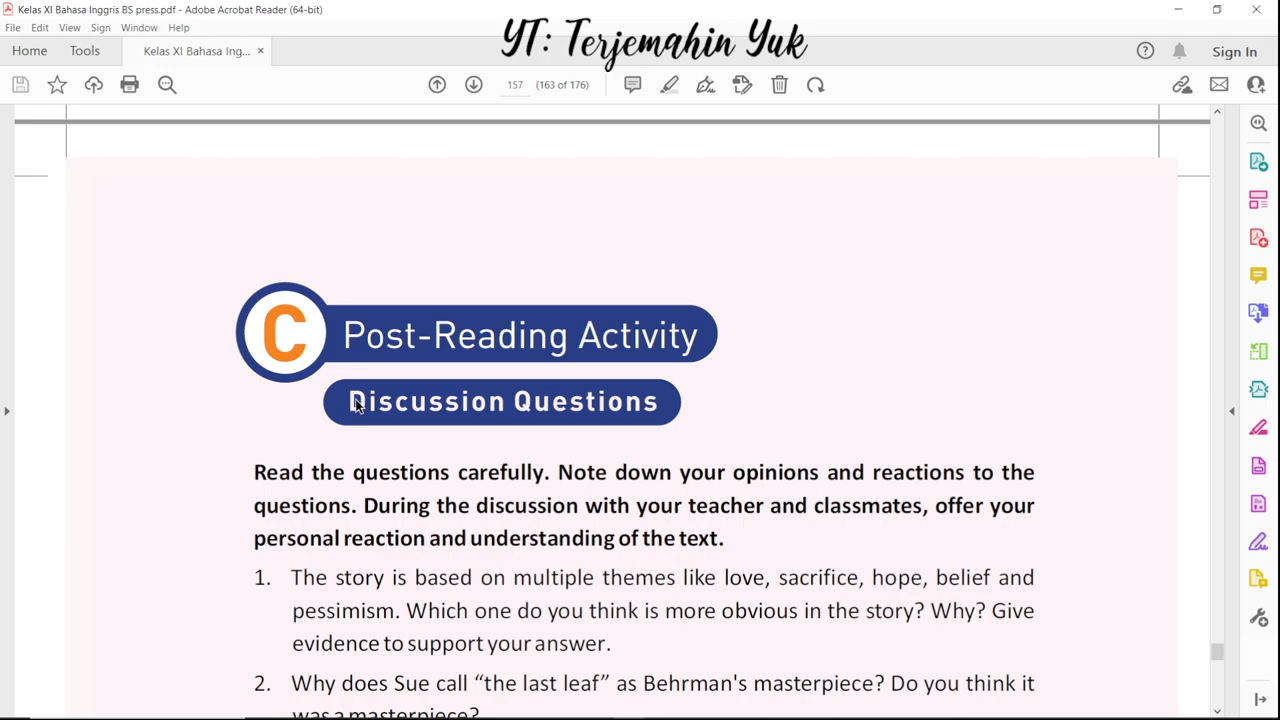 Kelas XI Bahasa Inggris BS press.pdf - Adobe Acrobat Reader (64-bit)
YT: Terjemahin Yuk
File Edit View Sign Window Help
Home Tools Kelas XI Bahasa Ing... × Sign In
157 (163 of 176)
C Post-Reading Activity
Discussion Questions
Read the questions carefully. Note down your opinions and reactions to the
questions. During the discussion with your teacher and classmates, offer your
personal reaction and understanding of the text.
1. The story is based on multiple themes like love, sacrifice, hope, belief and
pessimism. Which one do you think is more obvious in the story? Why? Give
evidence to support your answer.
2. Why does Sue call “the last leaf” as Behrman's masterpiece? Do you think it
was a masterpiece?